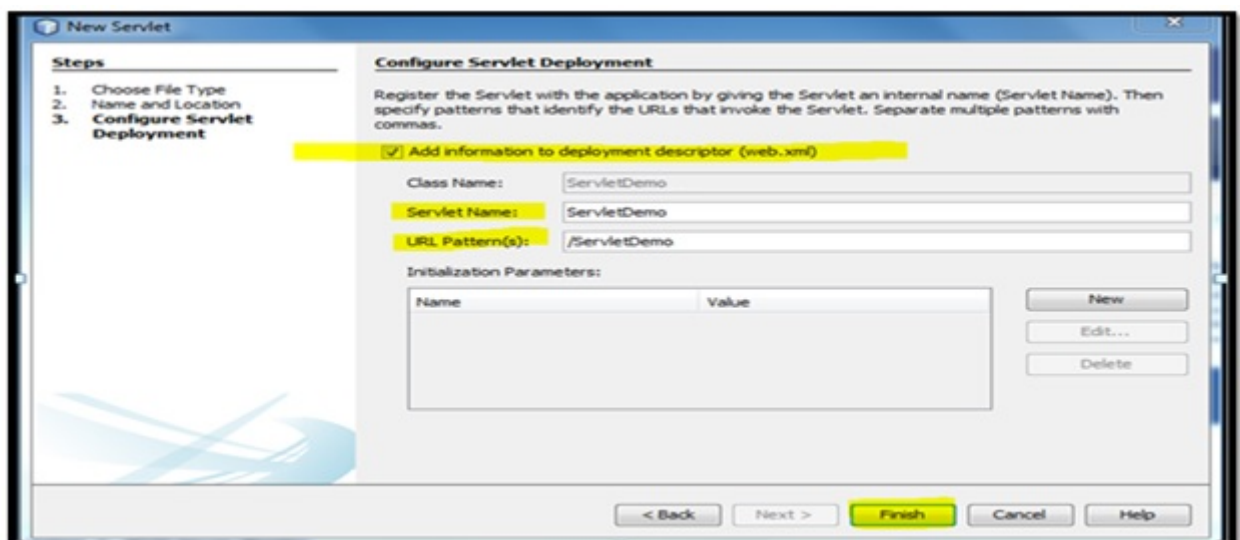 New Servlet
Steps
1. Choose File Type
2. Name and Location
3. Configure Servlet
Deployment
Configure Servlet Deployment
Register the Servlet with the application by giving the Servlet an internal name (Servlet Name). Then
specify patterns that identify the URLs that invoke the Servlet. Separate multiple patterns with
commas.
Add information to deployment descriptor (web.xml)
Class Name: ServletDemo
Servlet Name: ServletDemo
URL Pattern(s): /ServletDemo
Initialization Parameters:
Name Value
New
Edit...
Delete
< Back Next > Finish Cancel Help